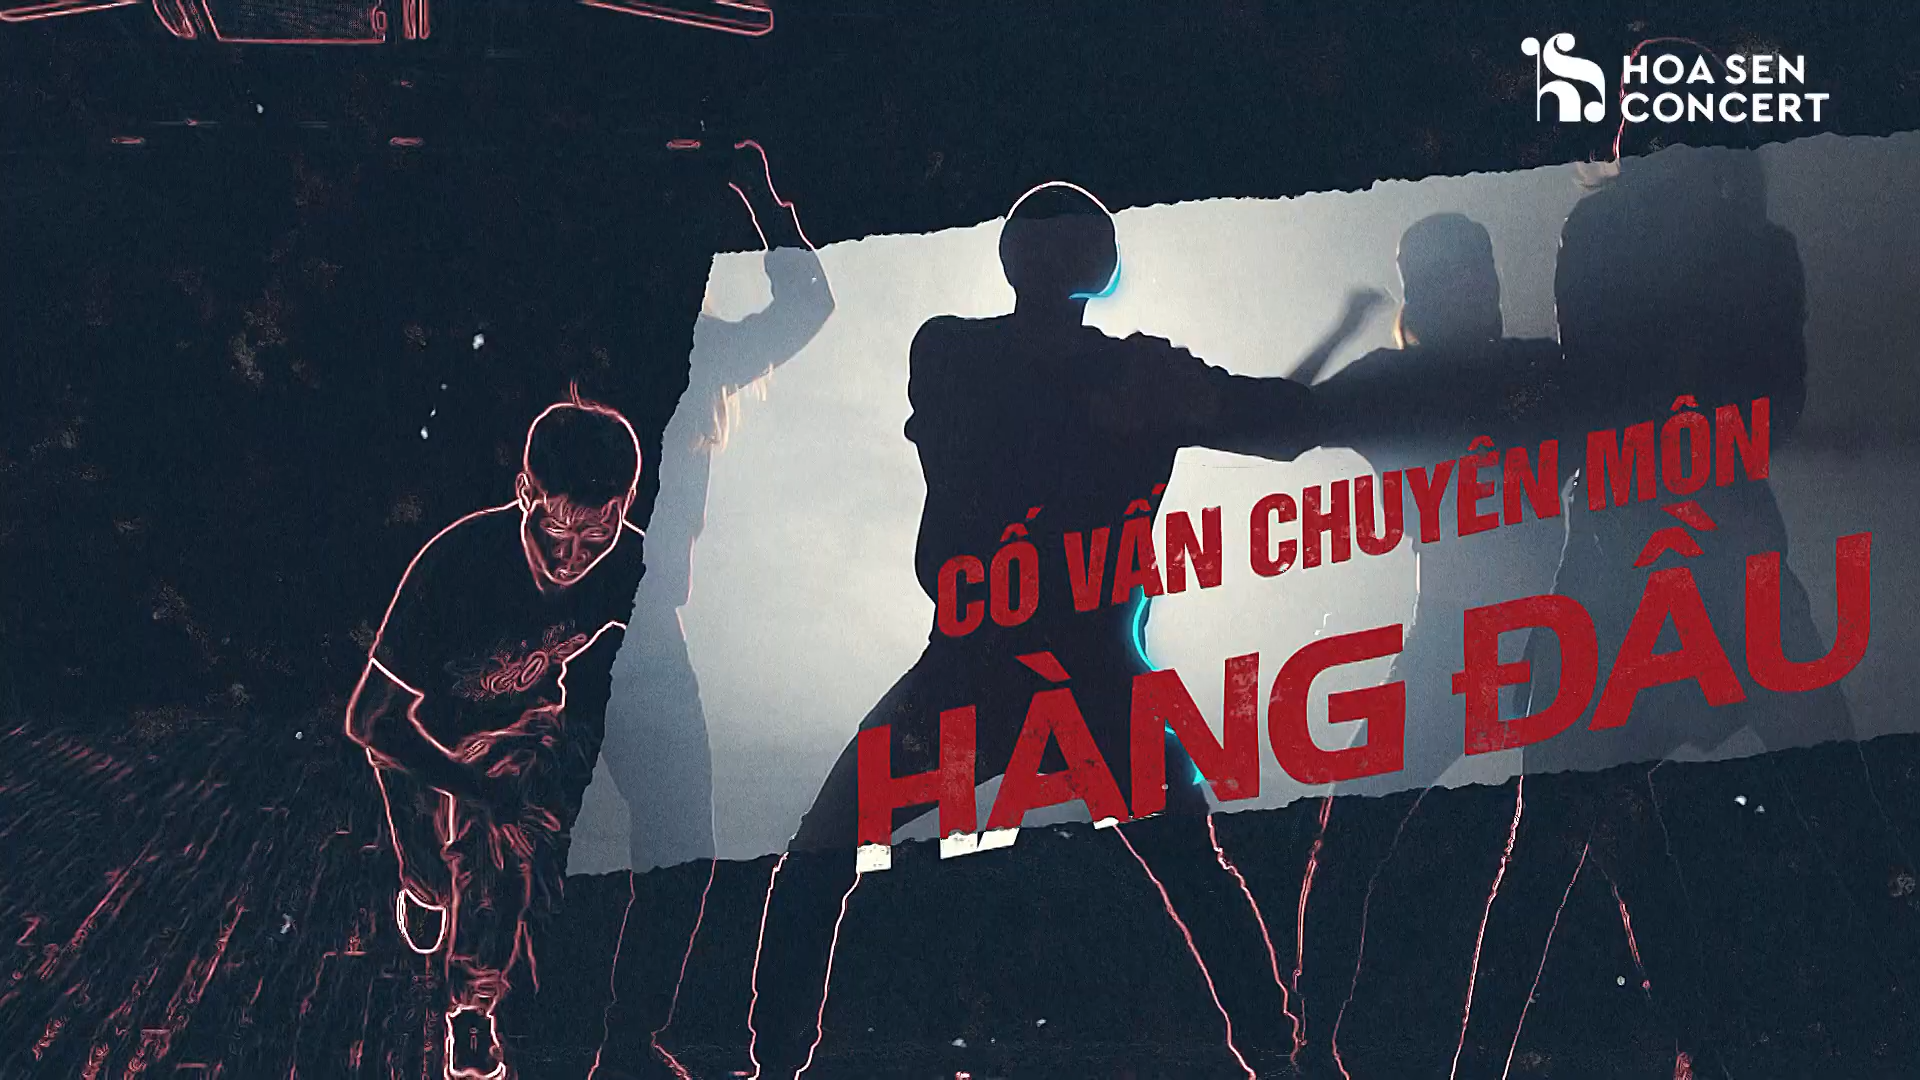 HOA SEN
CONCERT
CỐ VẤN CHUYÊN MÔN
HÀNG ĐẦU